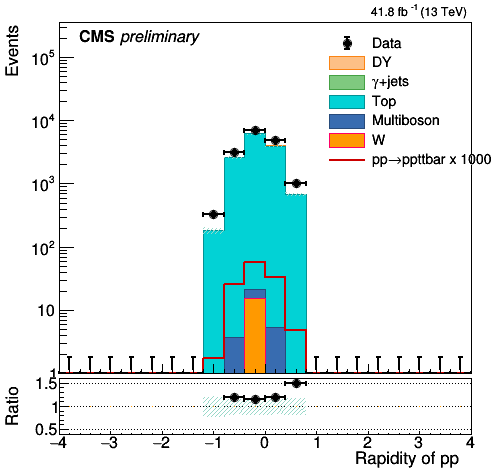 41.8 fb⁻¹ (13 TeV)
CMS preliminary
Events
10⁵
10⁴
10³
10²
10
1
Data
DY
γ+jets
Top
Multiboson
W
pp→ppttbar x 1000
Ratio
1.5
1
0.5
−4 −3 −2 −1 0 1 2 3 4
Rapidity of pp